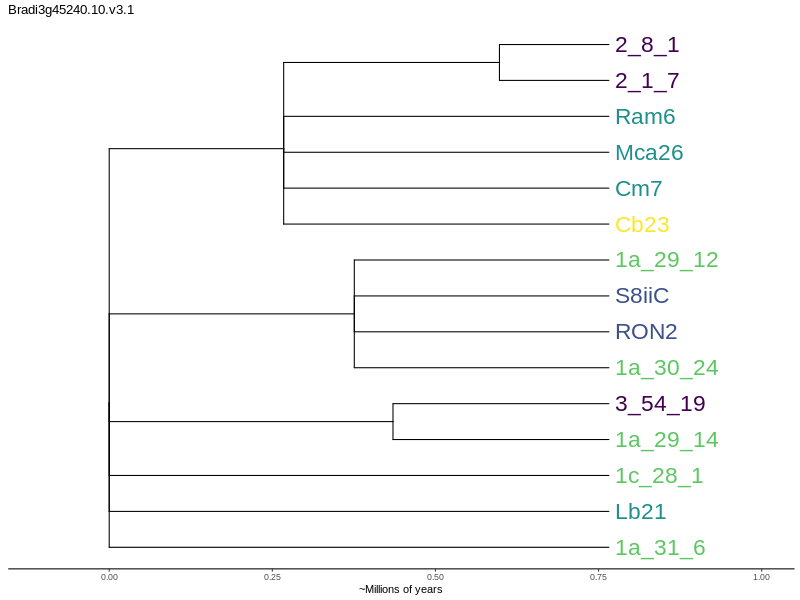 Bradi3g45240.10.v3.1
2_8_1
2_1_7
Ram6
Mca26
Cm7
Cb23
1a_29_12
S8iiC
RON2
1a_30_24
3_54_19
1a_29_14
1c_28_1
Lb21
1a_31_6
0.00 0.25 0.50 0.75 1.00
~Millions of years